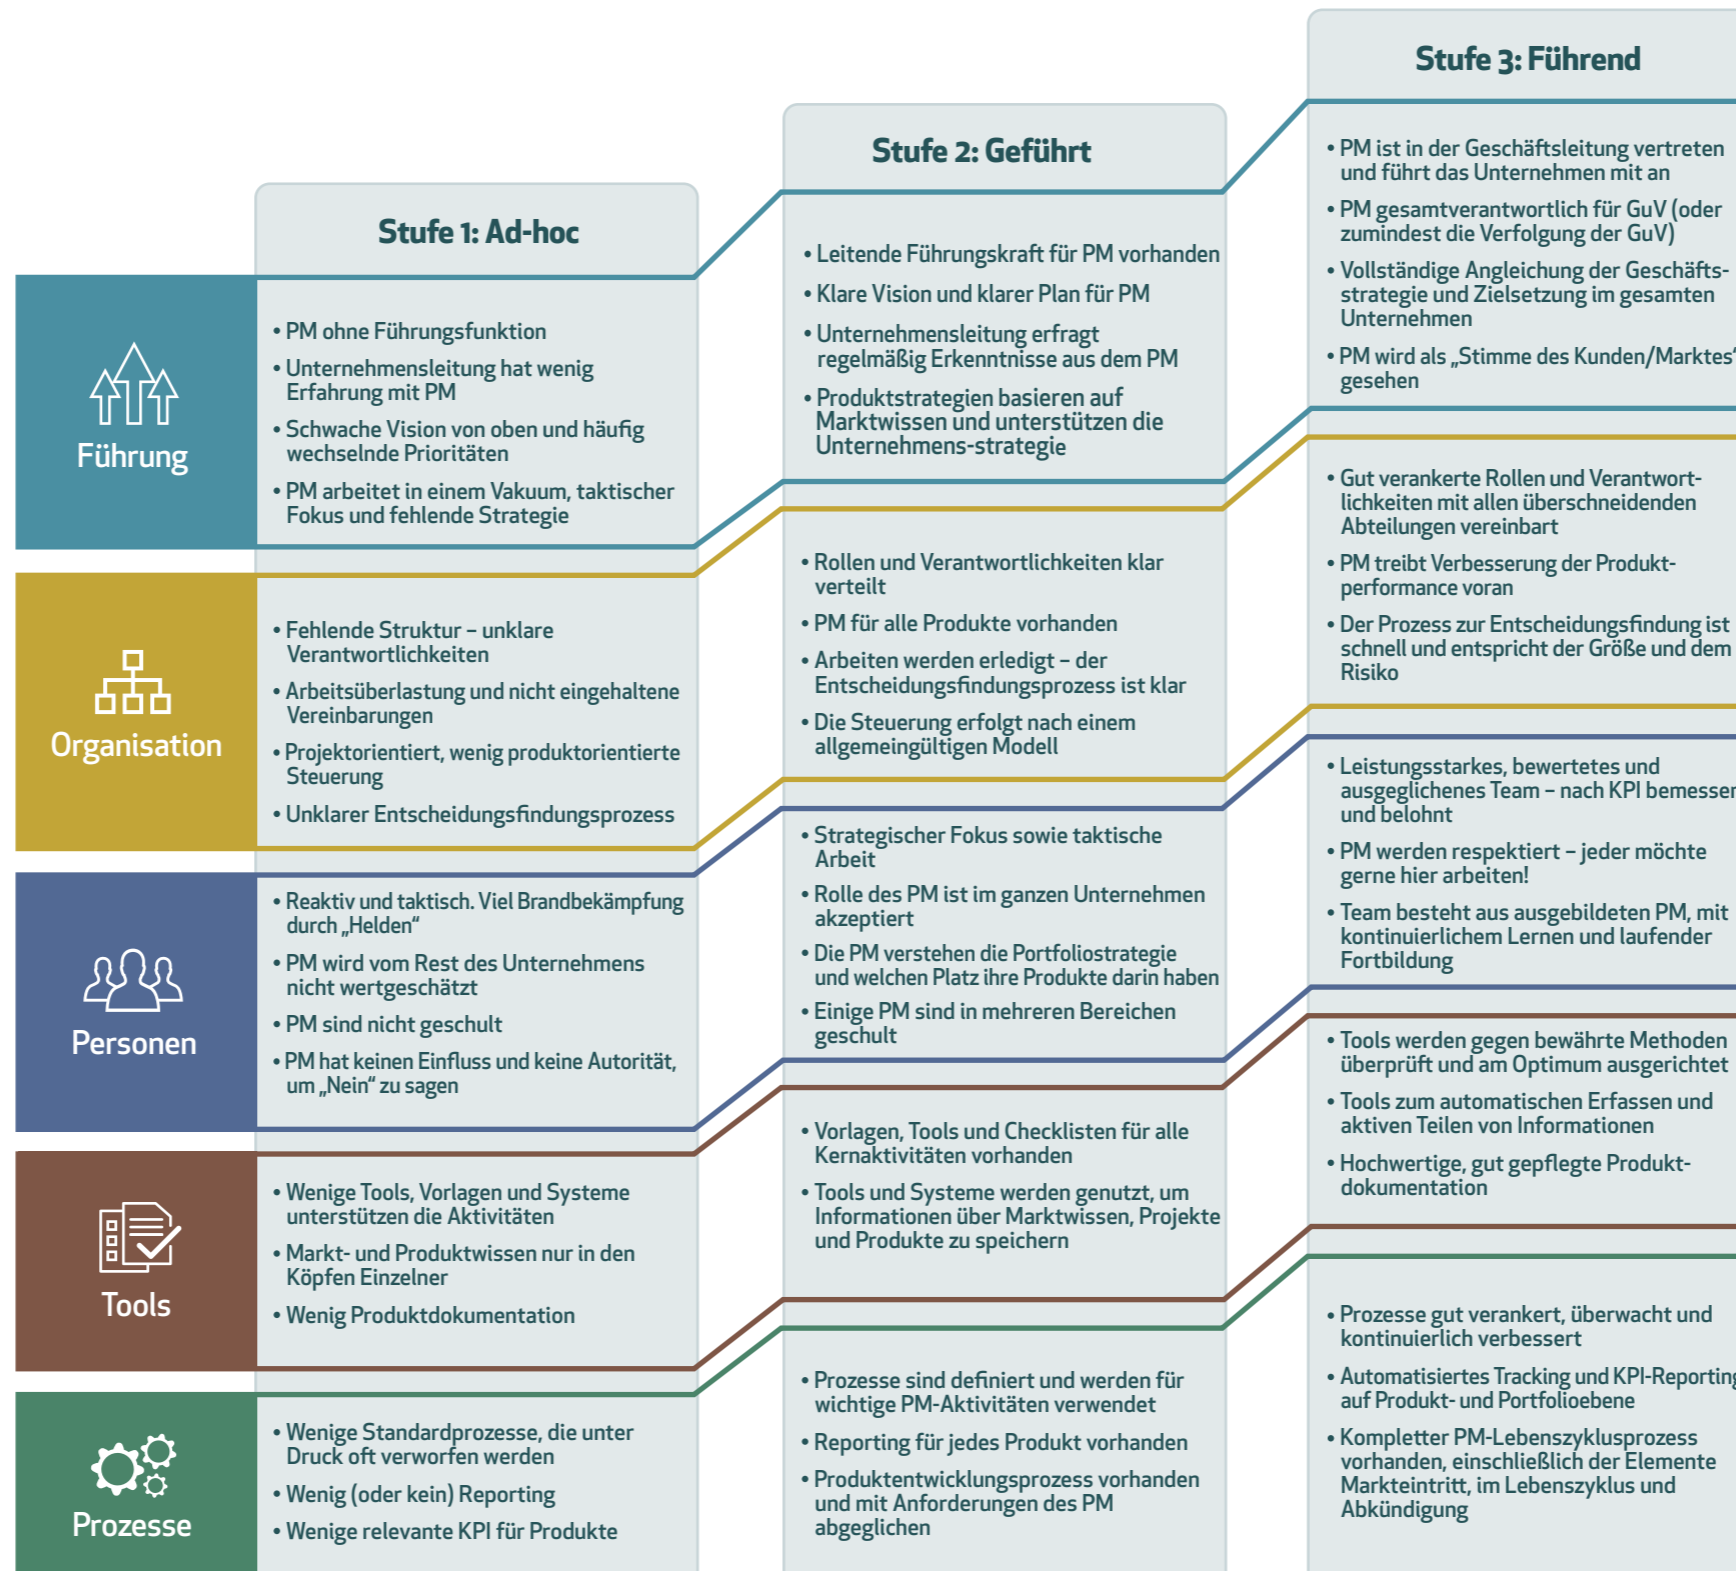 Stufe 1: Ad-hoc
Stufe 2: Geführt
Stufe 3: Führend
Führung
• PM ohne Führungsfunktion
• Unternehmensleitung hat wenig
Erfahrung mit PM
• Schwache Vision von oben und häufig
wechselnde Prioritäten
• PM arbeitet in einem Vakuum, taktischer
Fokus und fehlende Strategie
• Leitende Führungskraft für PM vorhanden
• Klare Vision und klarer Plan für PM
• Unternehmensleitung erfragt
regelmäßig Erkenntnisse aus dem PM
• Produktstrategien basieren auf
Marktwissen und unterstützen die
Unternehmens-strategie
• PM ist in der Geschäftsleitung vertreten
und führt das Unternehmen mit an
• PM gesamtverantwortlich für GuV (oder
zumindest die Verfolgung der GuV)
• Vollständige Angleichung der Geschäfts-
strategie und Zielsetzung im gesamten
Unternehmen
• PM wird als „Stimme des Kunden/Marktes“
gesehen
Organisation
• Fehlende Struktur – unklare
Verantwortlichkeiten
• Arbeitsüberlastung und nicht eingehaltene
Vereinbarungen
• Projektorientiert, wenig produktorientierte
Steuerung
• Unklarer Entscheidungsfindungsprozess
• Rollen und Verantwortlichkeiten klar
verteilt
• PM für alle Produkte vorhanden
• Arbeiten werden erledigt – der
Entscheidungsfindungsprozess ist klar
• Die Steuerung erfolgt nach einem
allgemeingültigen Modell
• Gut verankerte Rollen und Verantwort-
lichkeiten mit allen überschneidenden
Abteilungen vereinbart
• PM treibt Verbesserung der Produkt-
performance voran
• Der Prozess zur Entscheidungsfindung ist
schnell und entspricht der Größe und dem
Risiko
Personen
• Reaktiv und taktisch. Viel Brandbekämpfung
durch „Helden“
• PM wird vom Rest des Unternehmens
nicht wertgeschätzt
• PM sind nicht geschult
• PM hat keinen Einfluss und keine Autorität,
um „Nein“ zu sagen
• Strategischer Fokus sowie taktische
Arbeit
• Rolle des PM ist im ganzen Unternehmen
akzeptiert
• Die PM verstehen die Portfoliostrategie
und welchen Platz ihre Produkte darin haben
• Einige PM sind in mehreren Bereichen
geschult
• Leistungsstarkes, bewertetes und
ausgeglichenes Team – nach KPI bemessen
und belohnt
• PM werden respektiert – jeder möchte
gerne hier arbeiten!
• Team besteht aus ausgebildeten PM, mit
kontinuierlichem Lernen und laufender
Fortbildung
Tools
• Wenige Tools, Vorlagen und Systeme
unterstützen die Aktivitäten
• Markt- und Produktwissen nur in den
Köpfen Einzelner
• Wenig Produktdokumentation
• Vorlagen, Tools und Checklisten für alle
Kernaktivitäten vorhanden
• Tools und Systeme werden genutzt, um
Informationen über Marktwissen, Projekte
und Produkte zu speichern
• Tools werden gegen bewährte Methoden
überprüft und am Optimum ausgerichtet
• Tools zum automatischen Erfassen und
aktiven Teilen von Informationen
• Hochwertige, gut gepflegte Produkt-
dokumentation
Prozesse
• Wenige Standardprozesse, die unter
Druck oft verworfen werden
• Wenig (oder kein) Reporting
• Wenige relevante KPI für Produkte
• Prozesse sind definiert und werden für
wichtige PM-Aktivitäten verwendet
• Reporting für jedes Produkt vorhanden
• Produktentwicklungsprozess vorhanden
und mit Anforderungen des PM
abgeglichen
• Prozesse gut verankert, überwacht und
kontinuierlich verbessert
• Automatisiertes Tracking und KPI-Reporting
auf Produkt- und Portfolioebene
• Kompletter PM-Lebenszyklusprozess
vorhanden, einschließlich der Elemente
Markteintritt, im Lebenszyklus und
Abkündigung